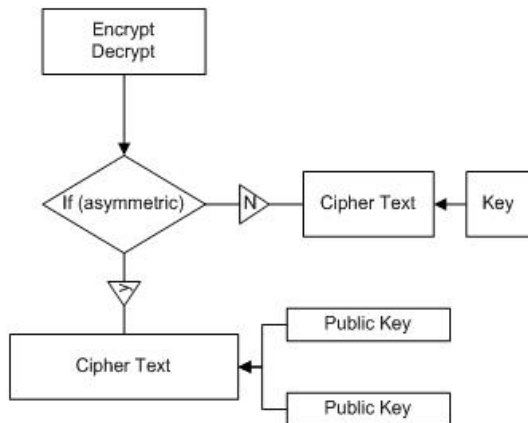 Encrypt
Decrypt
If (asymmetric)
N
Cipher Text
Key
y
Public Key
Cipher Text
Public Key